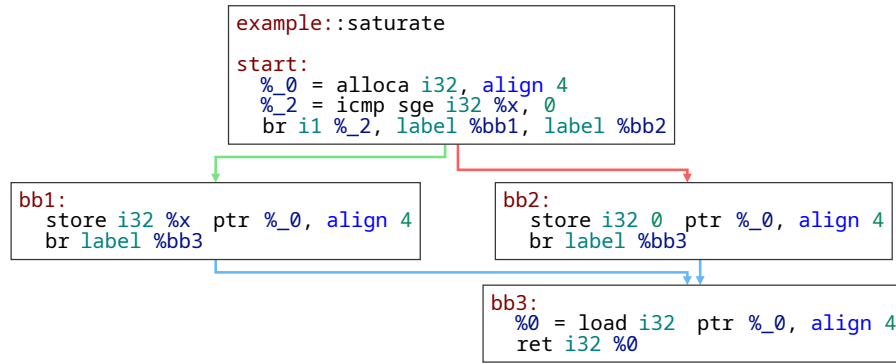 example::saturate
start:
%_0 = alloca i32, align 4
%_2 = icmp sge i32 %x, 0
br i1 %_2, label %bb1, label %bb2
bb1:
store i32 %x  ptr %_0, align 4
br label %bb3
bb2:
store i32 0  ptr %_0, align 4
br label %bb3
bb3:
%0 = load i32  ptr %_0, align 4
ret i32 %0